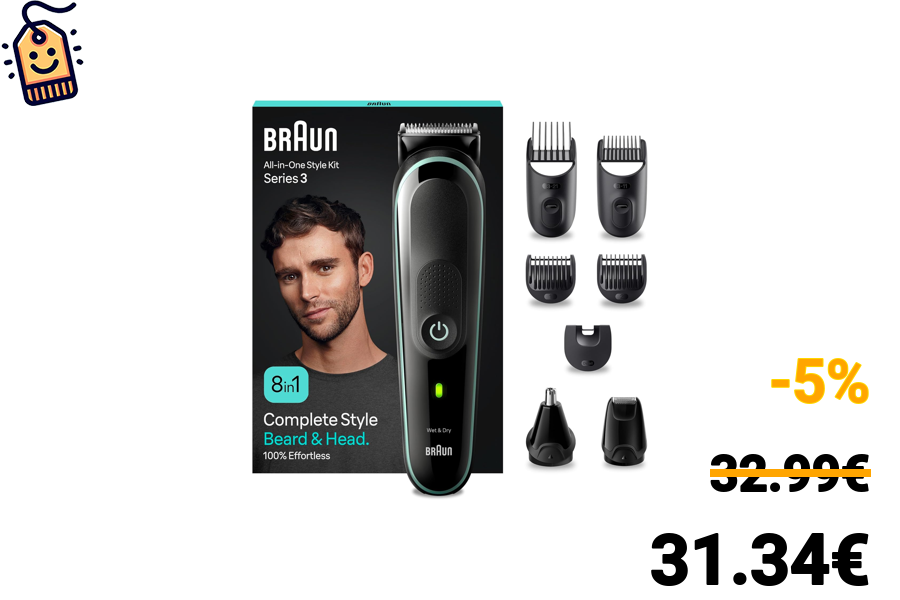 BRAUN
BRAUN
All-in-One Style Kit
Series 3
8in1
Complete Style
Beard & Head.
100% Effortless
Wet & Dry
BRAUN
-5%
32.99€
31.34€